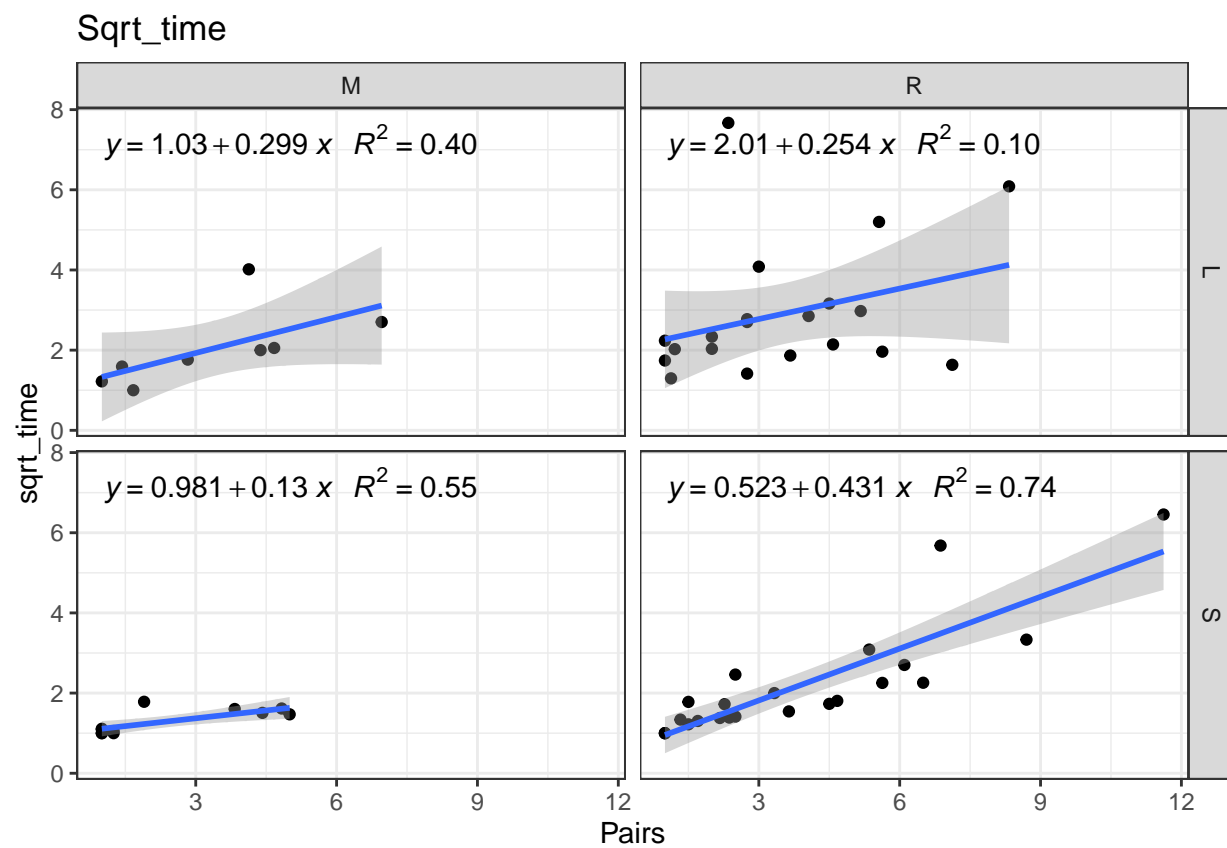 Sqrt_time
M
R
y = 1.03 + 0.299 x R² = 0.40
y = 2.01 + 0.254 x R² = 0.10
L
8
6
4
2
0
sqrt_time
y = 0.981 + 0.13 x R² = 0.55
y = 0.523 + 0.431 x R² = 0.74
S
8
6
4
2
0
3 6 9 12
3 6 9 12
Pairs